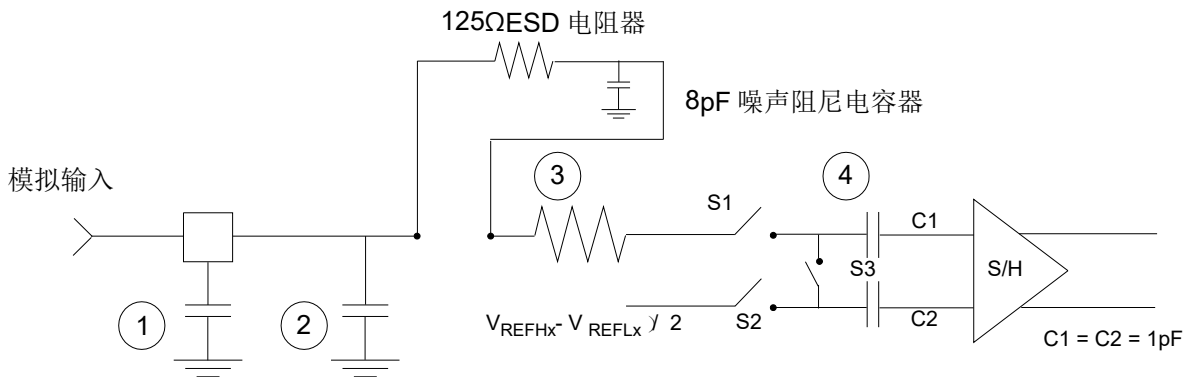 125ΩESD 电阻器
8pF 噪声阻尼电容器
模拟输入
3
4
S1
C1
S3
S/H
1
2
VREFHx- V REFLx ) / 2
S2
C2
C1 = C2 = 1pF